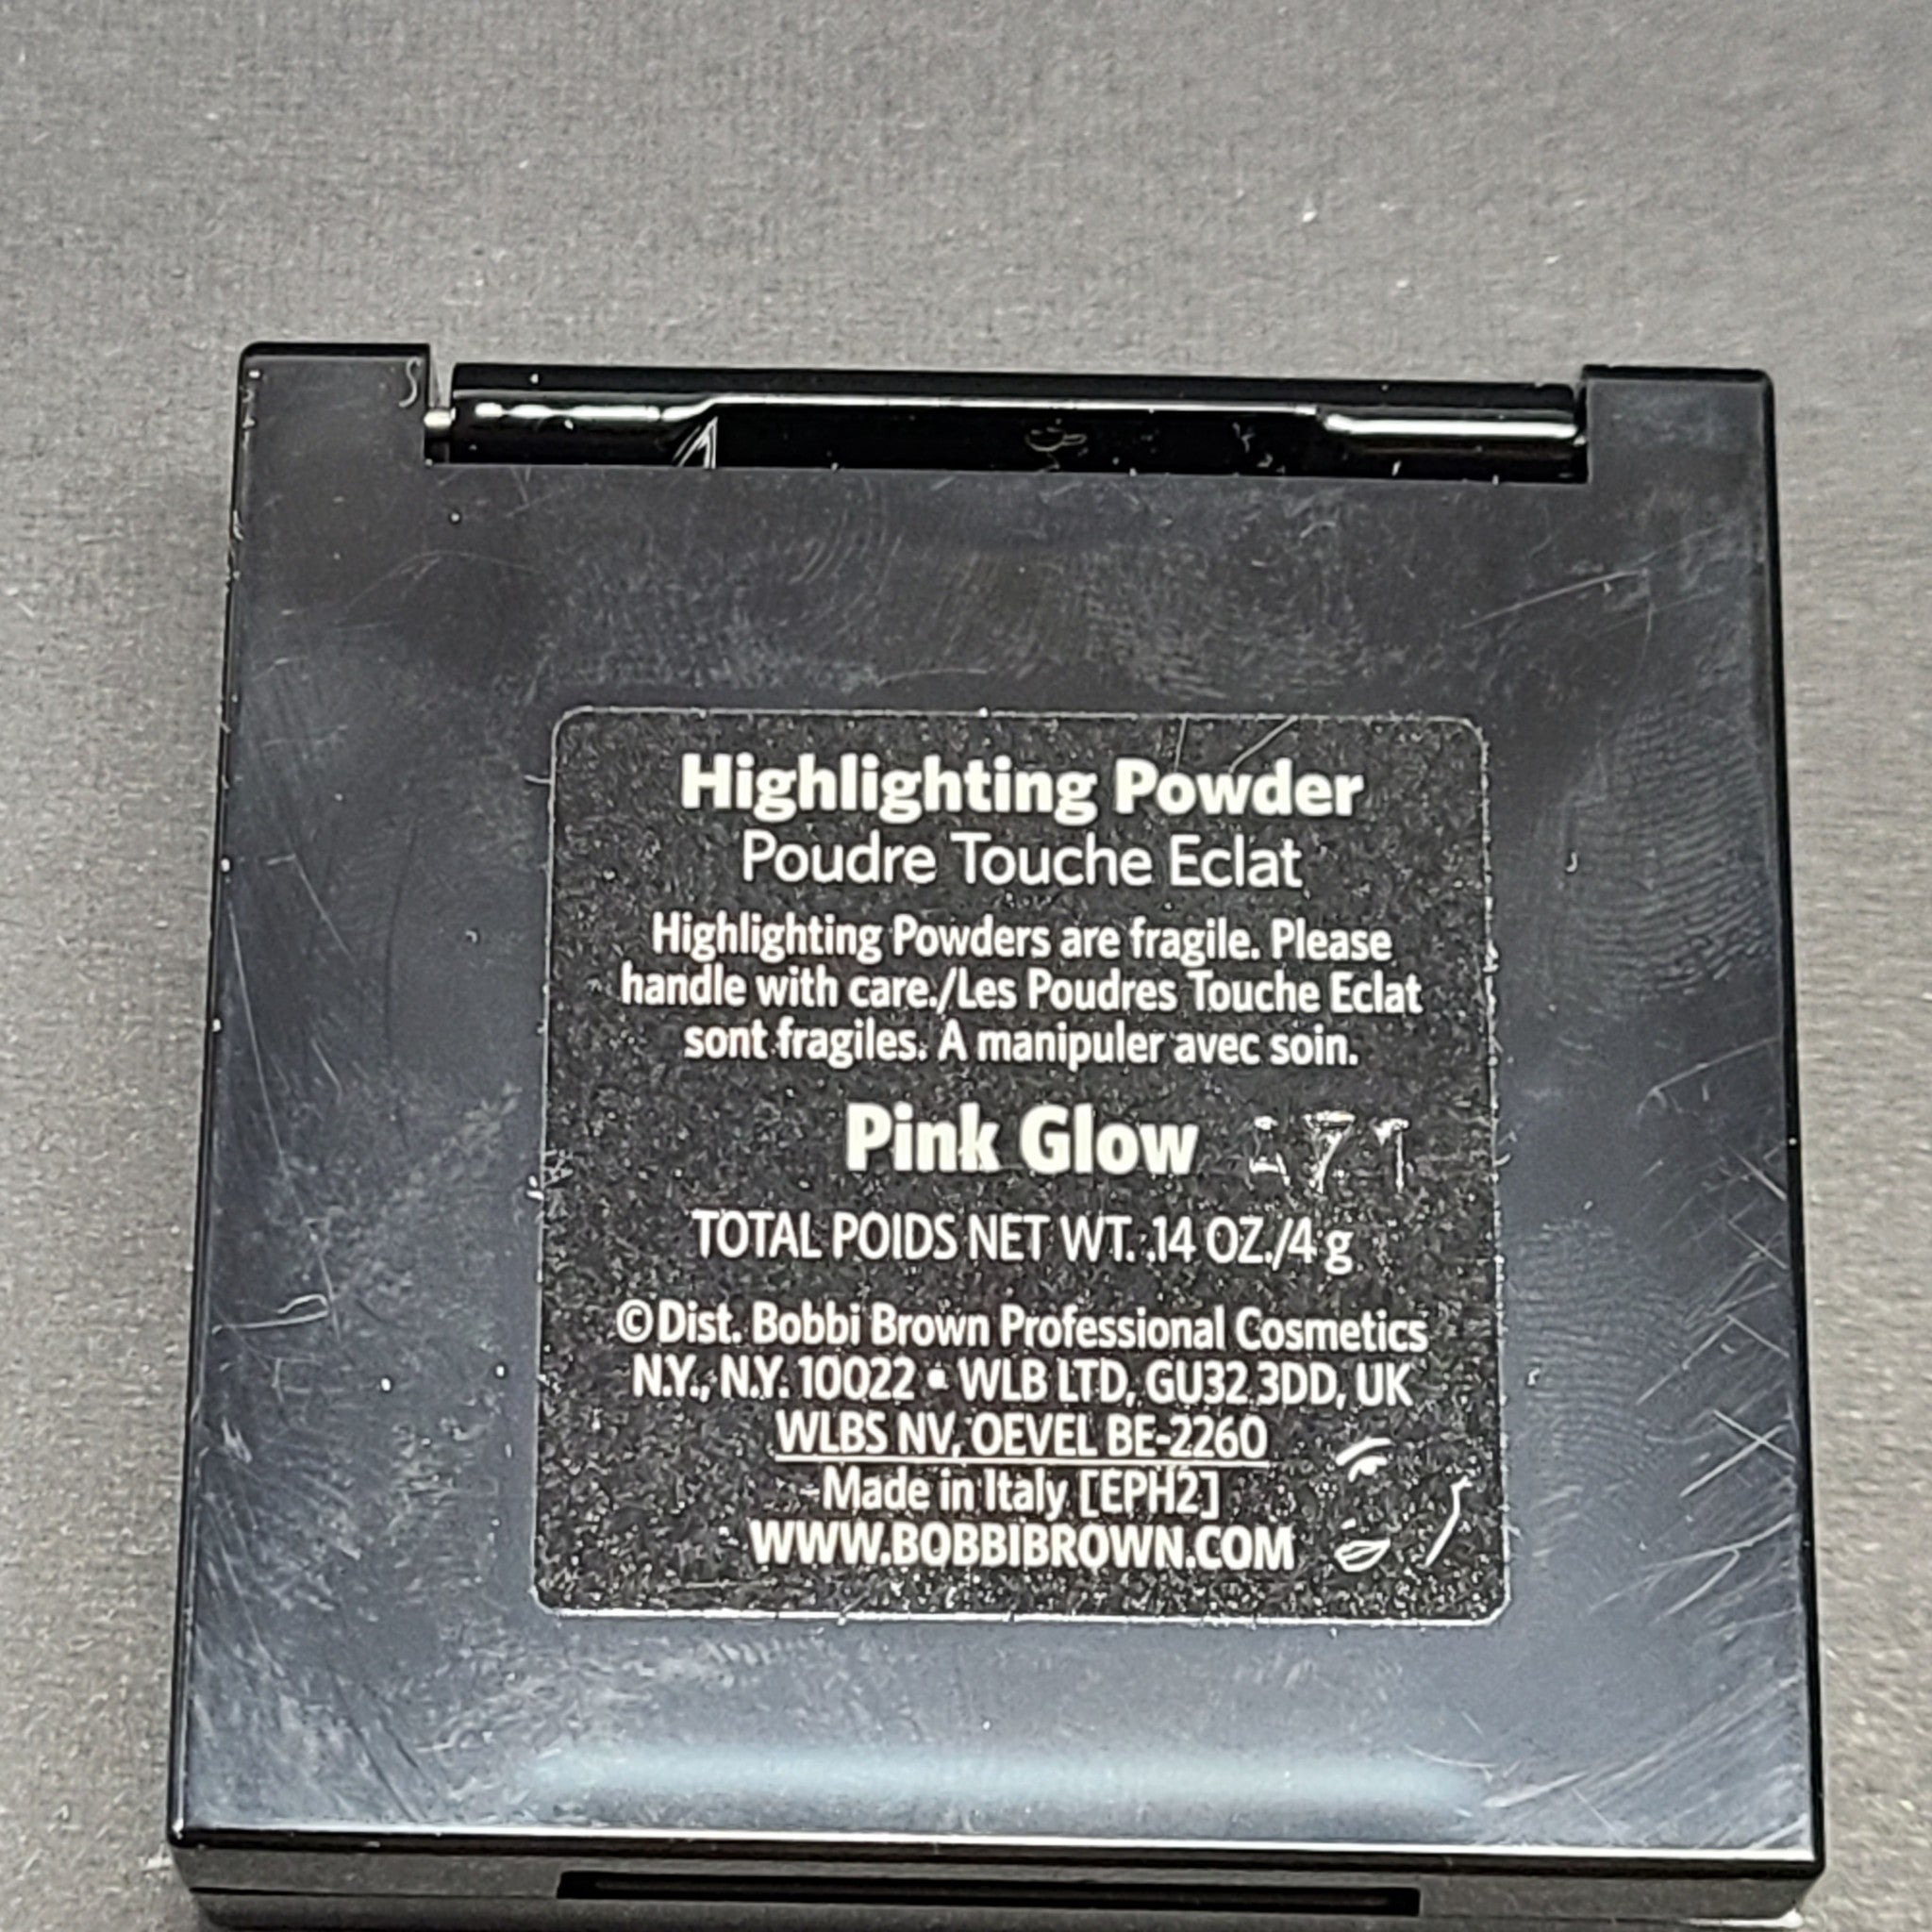 Highlighting Powder
Poudre Touche Eclat
Highlighting Powders are fragile. Please
handle with care./Les Poudres Touche Eclat
sont fragiles. A manipuler avec soin.
Pink Glow
TOTAL POIDS NET WT. .14 OZ./4 g
©Dist. Bobbi Brown Professional Cosmetics
N.Y., N.Y. 10022 • WLB LTD, GU32 3DD, UK
WLBS NV, OEVEL BE-2260
Made in Italy [EPH2]
WWW.BOBBIBROWN.COM